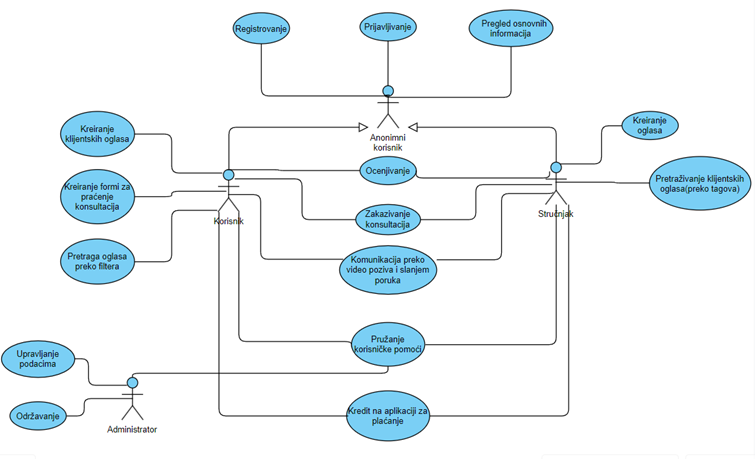 Registrovanje
Prijavljivanje
Pregled osnovnih
informacija
Anonimni
korisnik
Kreiranje
klijentskih oglasa
Kreiranje
oglasa
Ocenjivanje
Kreiranje formi za
praćenje
konsultacija
Pretraživanje klijentskih
oglasa(preko tagova)
Korisnik
Zakazivanje
konsultacija
Stručnjak
Pretraga oglasa
preko filtera
Komunikacija preko
video poziva i slanjem
poruka
Pružanje
korisničke pomoći
Upravljanje
podacima
Održavanje
Administrator
Kredit na aplikaciji za
plaćanje